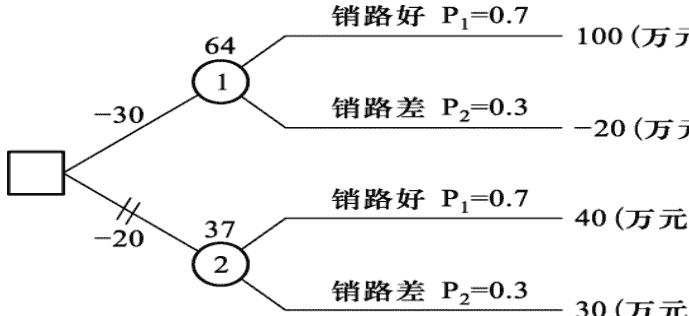 销路好 P₁=0.7
100 (万元
64
1
-30
销路差 P₂=0.3
-20 (万元
销路好 P₁=0.7
40 (万元
-20
37
2
销路差 P₂=0.3
30 (万元